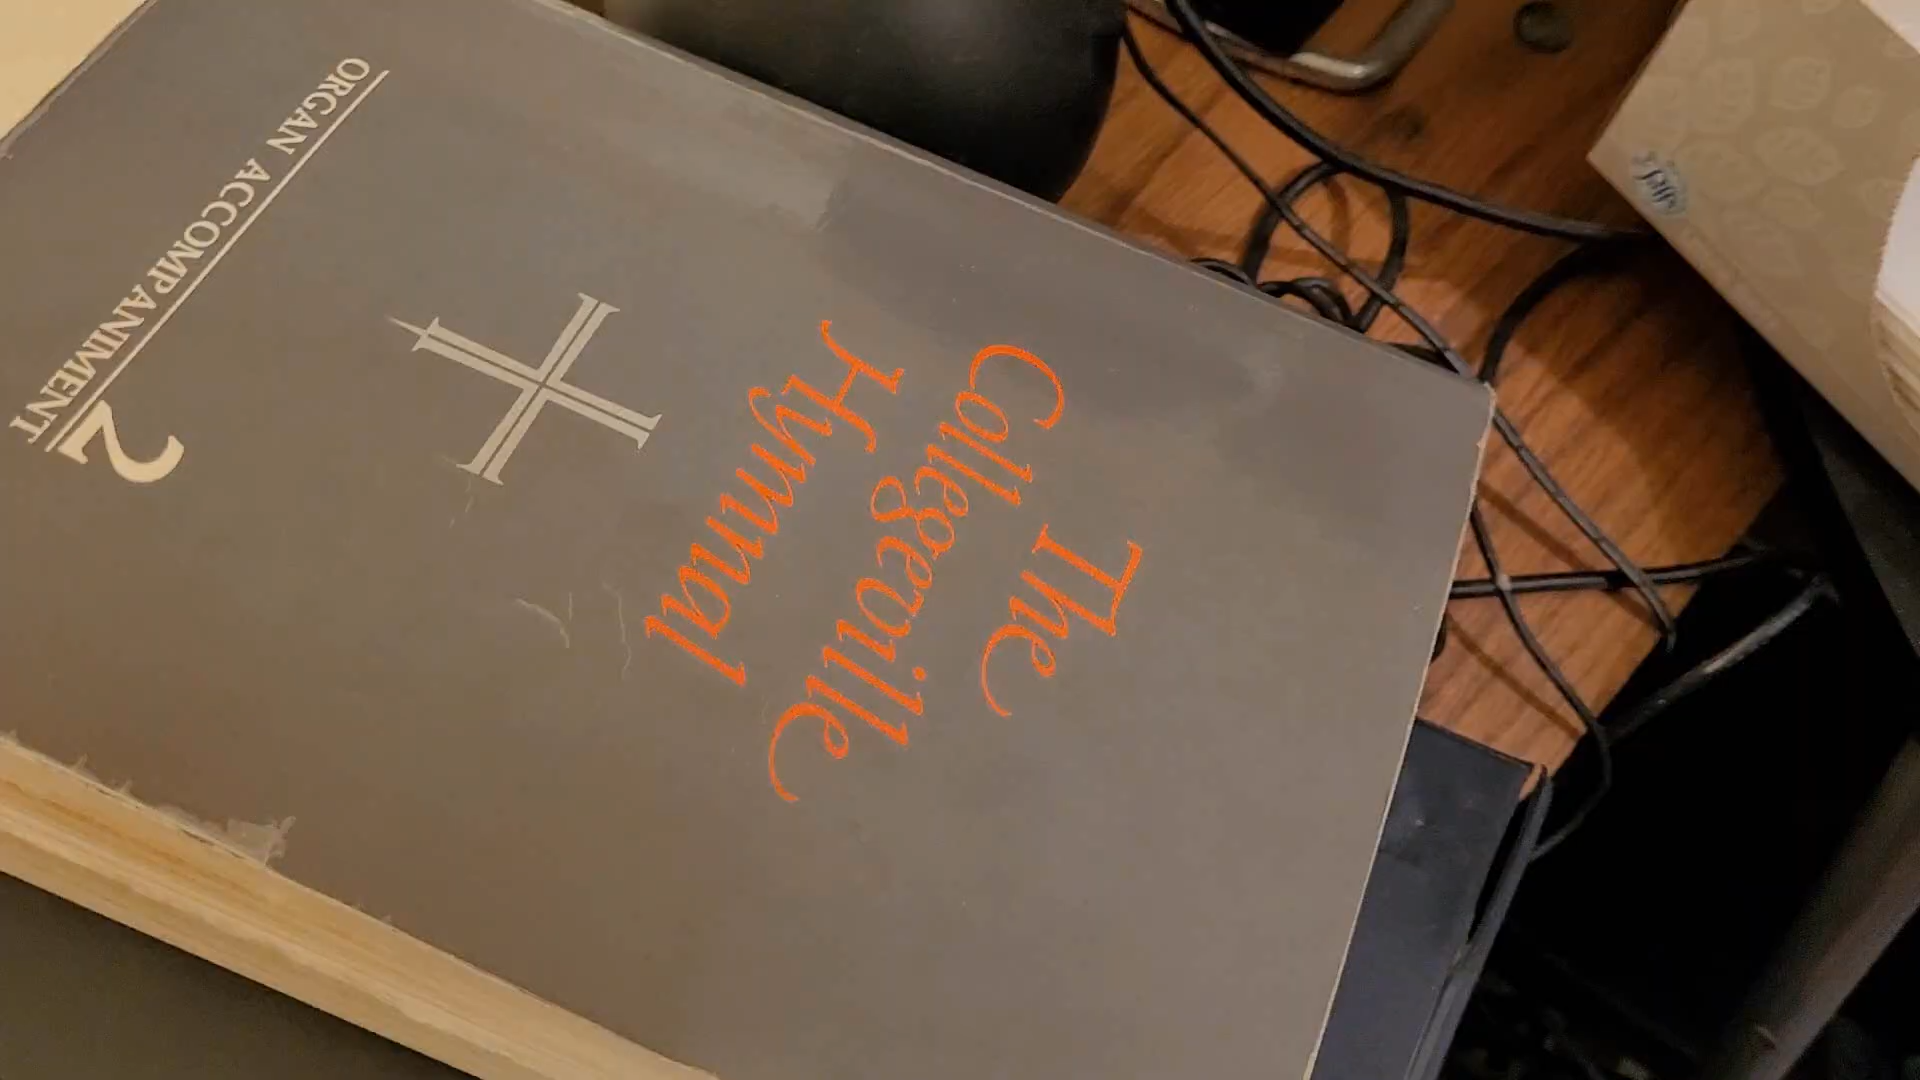 The
Collegeville
Hymnal
ORGAN ACCOMPANIMENT
2